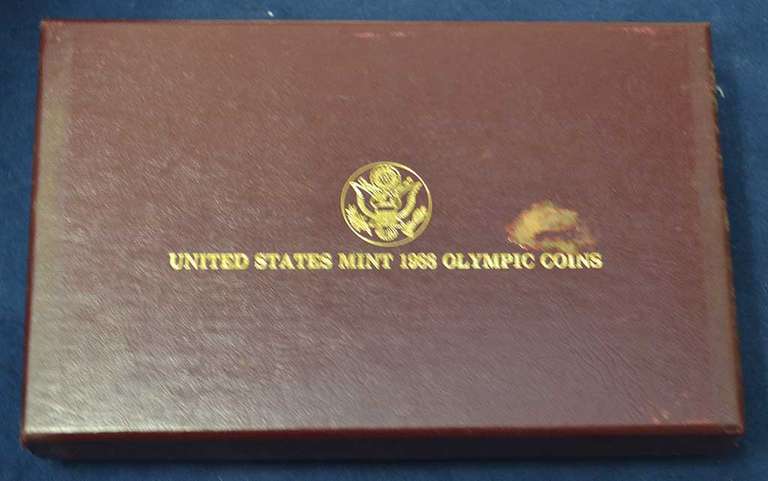 UNITED STATES MINT 1988 OLYMPIC COINS